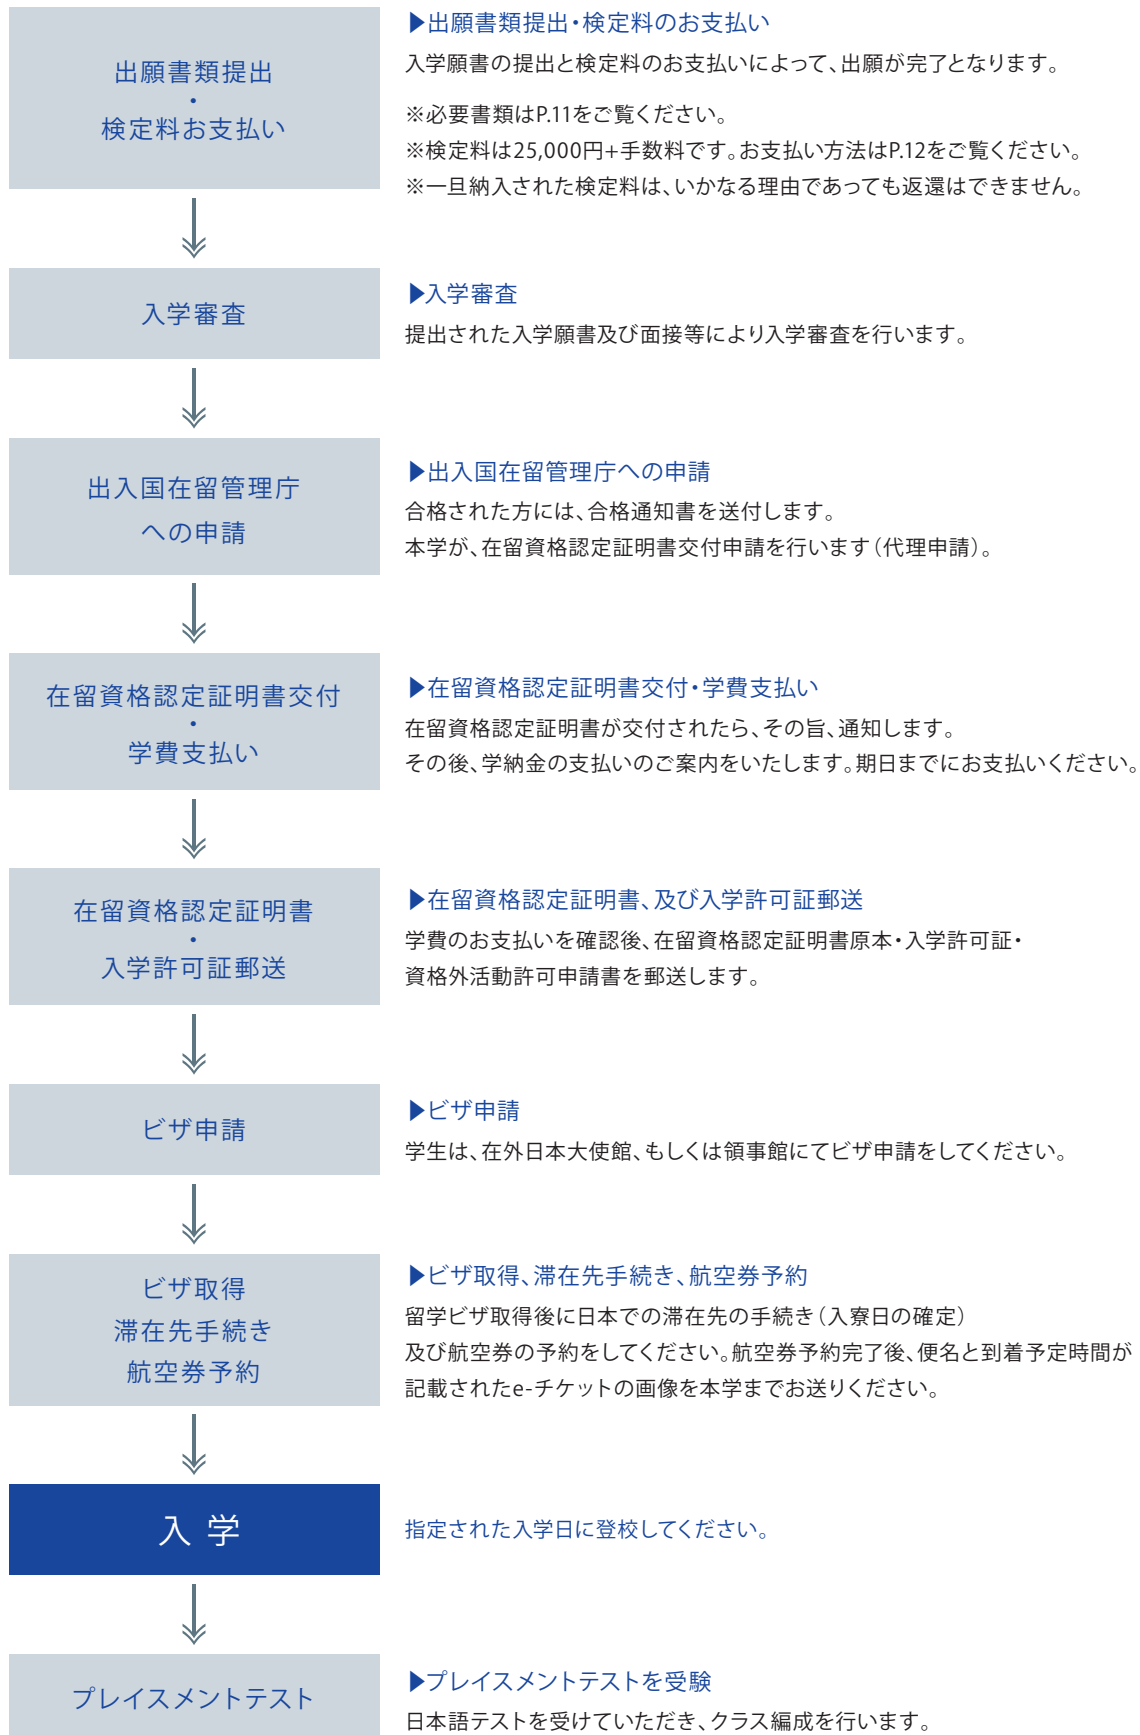 出願書類提出
・
検定料お支払い
▶出願書類提出・検定料のお支払い
入学願書の提出と検定料のお支払いによって、出願が完了となります。
※必要書類はP.11をご覧ください。
※検定料は25,000円+手数料です。お支払い方法はP.12をご覧ください。
※一旦納入された検定料は、いかなる理由であっても返還はできません。
入学審査
▶入学審査
提出された入学願書及び面接等により入学審査を行います。
出入国在留管理庁
への申請
▶出入国在留管理庁への申請
合格された方には、合格通知書を送付します。
本学が、在留資格認定証明書交付申請を行います（代理申請）。
在留資格認定証明書交付
・
学費支払い
▶在留資格認定証明書交付・学費支払い
在留資格認定証明書が交付されたら、その旨、通知します。
その後、学納金の支払いのご案内をいたします。期日までにお支払いください。
在留資格認定証明書
・
入学許可証郵送
▶在留資格認定証明書、及び入学許可証郵送
学費のお支払いを確認後、在留資格認定証明書原本・入学許可証・
資格外活動許可申請書を郵送します。
ビザ申請
▶ビザ申請
学生は、在外日本大使館、もしくは領事館にてビザ申請をしてください。
ビザ取得
滞在先手続き
航空券予約
▶ビザ取得、滞在先手続き、航空券予約
留学ビザ取得後に日本での滞在先の手続き（入寮日の確定）
及び航空券の予約をしてください。航空券予約完了後、便名と到着予定時間が
記載されたe-チケットの画像を本学までお送りください。
入 学
指定された入学日に登校してください。
プレイスメントテスト
▶プレイスメントテストを受験
日本語テストを受けていただき、クラス編成を行います。